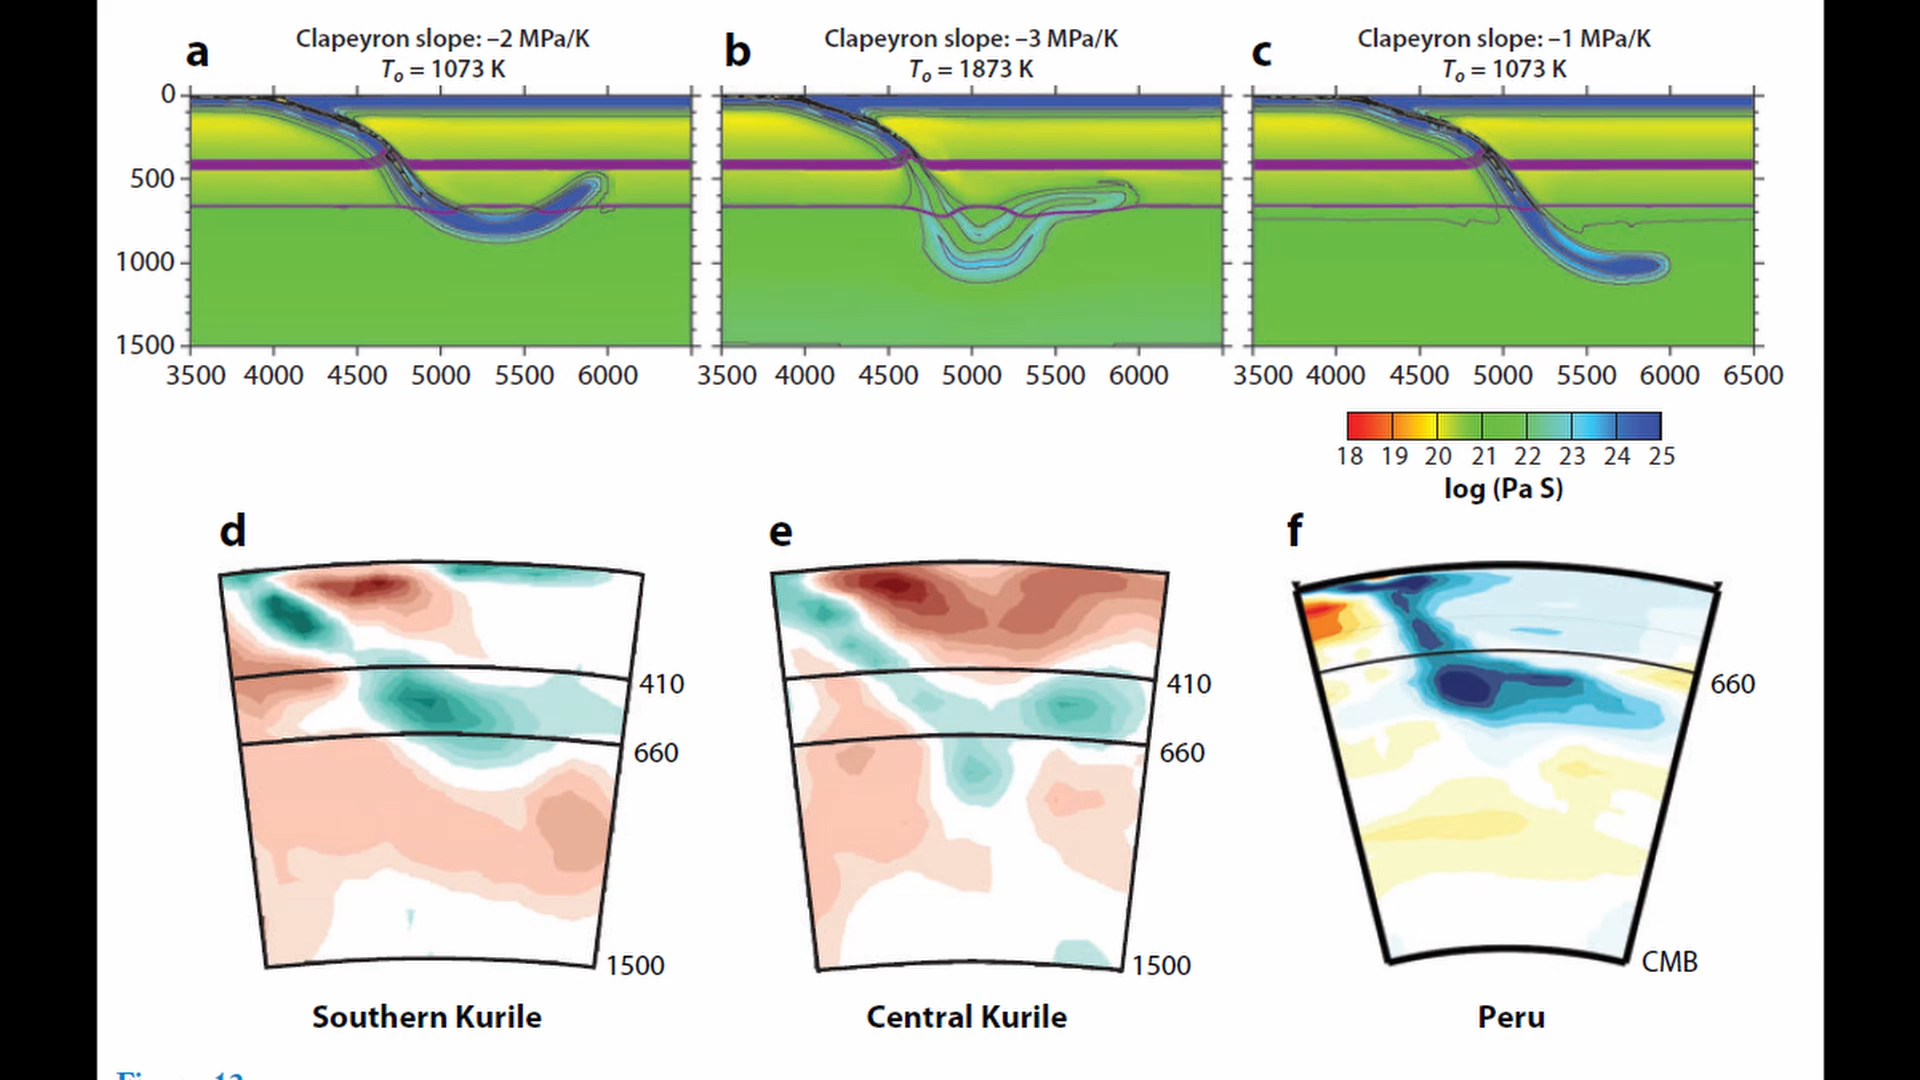 a
Clapeyron slope: –2 MPa/K
To = 1073 K
b
Clapeyron slope: –3 MPa/K
To = 1873 K
c
Clapeyron slope: –1 MPa/K
To = 1073 K
0
500
1000
1500
3500 4000 4500 5000 5500 6000
3500 4000 4500 5000 5500 6000
3500 4000 4500 5000 5500 6000 6500
18 19 20 21 22 23 24 25
log (Pa S)
d
410
660
1500
Southern Kurile
e
410
660
1500
Central Kurile
f
660
CMB
Peru